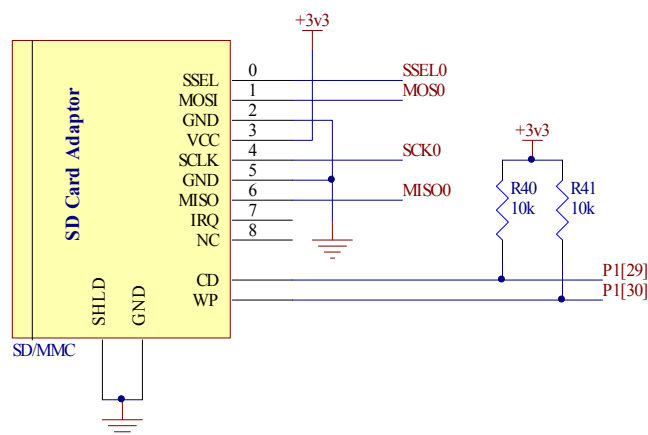 +3v3
SD Card Adaptor
SSEL 0 SSEL0
MOSI 1 MOS0
GND 2
VCC 3
SCLK 4 SCK0
GND 5
MISO 6 MISO0
IRQ 7
NC 8
+3v3
R40 10k
R41 10k
CD P1[29]
WP P1[30]
SHLD
GND
SD/MMC